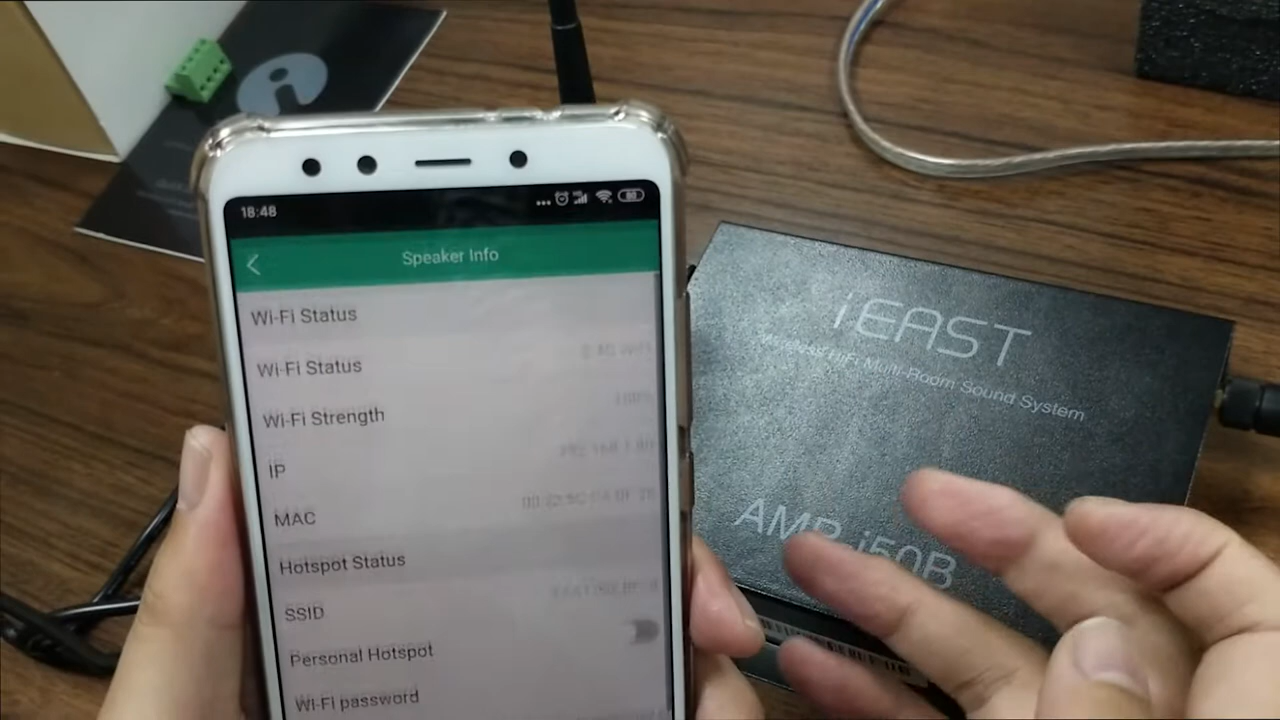 18:48
Speaker Info
Wi-Fi Status
Wi-Fi Status
Wi-Fi Strength
IP
MAC
Hotspot Status
SSID
Personal Hotspot
Wi-Fi password
iEAST
Wireless HiFi Multi-Room Sound System
AMP-i50B